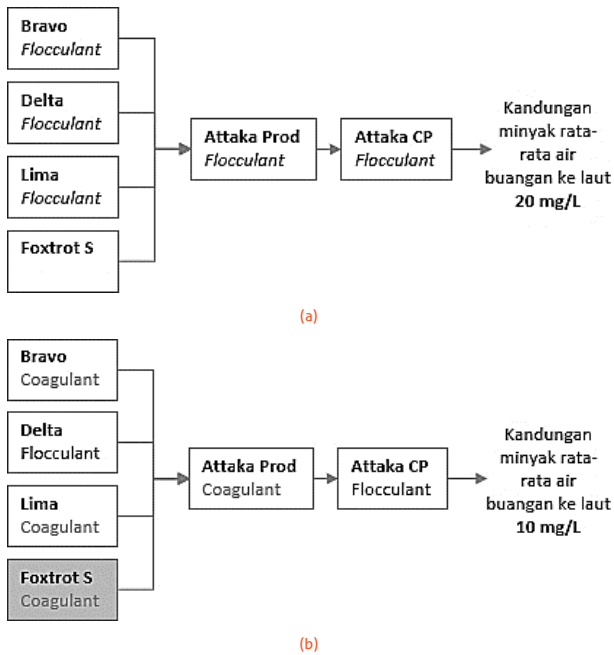 Bravo
Flocculant
Delta
Flocculant
Lima
Flocculant
Foxtrot S
Attaka Prod
Flocculant
Attaka CP
Flocculant
Kandungan
minyak rata-
rata air
buangan ke laut
20 mg/L
(a)
Bravo
Coagulant
Delta
Flocculant
Lima
Coagulant
Foxtrot S
Coagulant
Attaka Prod
Coagulant
Attaka CP
Flocculant
Kandungan
minyak rata-
rata air
buangan ke laut
10 mg/L
(b)